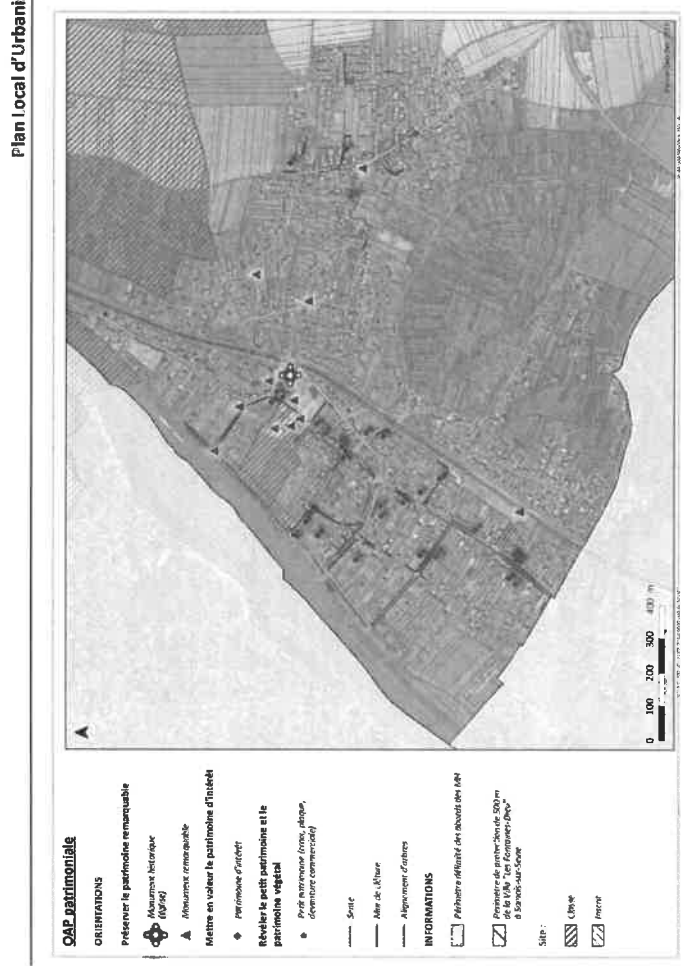 Plan Local d'Urbani
OAP patrimoniale
ORIENTATIONS
Préserver le patrimoine remarquable
Monument historique
(Eglise)
Monument remarquable
Mettre en valeur le patrimoine d'intérêt
Patrimoine d'intérêt
Révéler le petit patrimoine et le
patrimoine végétal
Petit patrimoine (croix, plaque,
devanture commerciale)
Sente
Mur de clôture
Alignement d'arbres
INFORMATIONS
Périmètre délimité des abords des MH
Périmètre de protection de 500 m
de la Villa "Les Fontaines-Dieu"
à
Site :
Classé
Inscrit
0 100 200 300 400 m